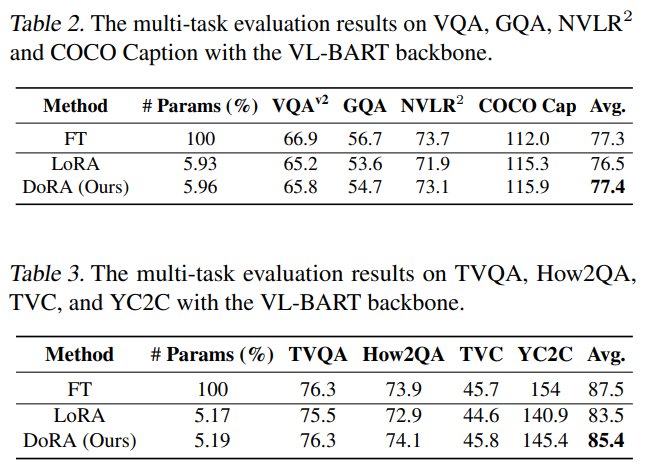 Table 2. The multi-task evaluation results on VQA, GQA, NVLR²
and COCO Caption with the VL-BART backbone.
Method # Params (%) VQAᵛ² GQA NVLR² COCO Cap Avg.
FT 100 66.9 56.7 73.7 112.0 77.3
LoRA 5.93 65.2 53.6 71.9 115.3 76.5
DoRA (Ours) 5.96 65.8 54.7 73.1 115.9 77.4
Table 3. The multi-task evaluation results on TVQA, How2QA,
TVC, and YC2C with the VL-BART backbone.
Method # Params (%) TVQA How2QA TVC YC2C Avg.
FT 100 76.3 73.9 45.7 154 87.5
LoRA 5.17 75.5 72.9 44.6 140.9 83.5
DoRA (Ours) 5.19 76.3 74.1 45.8 145.4 85.4